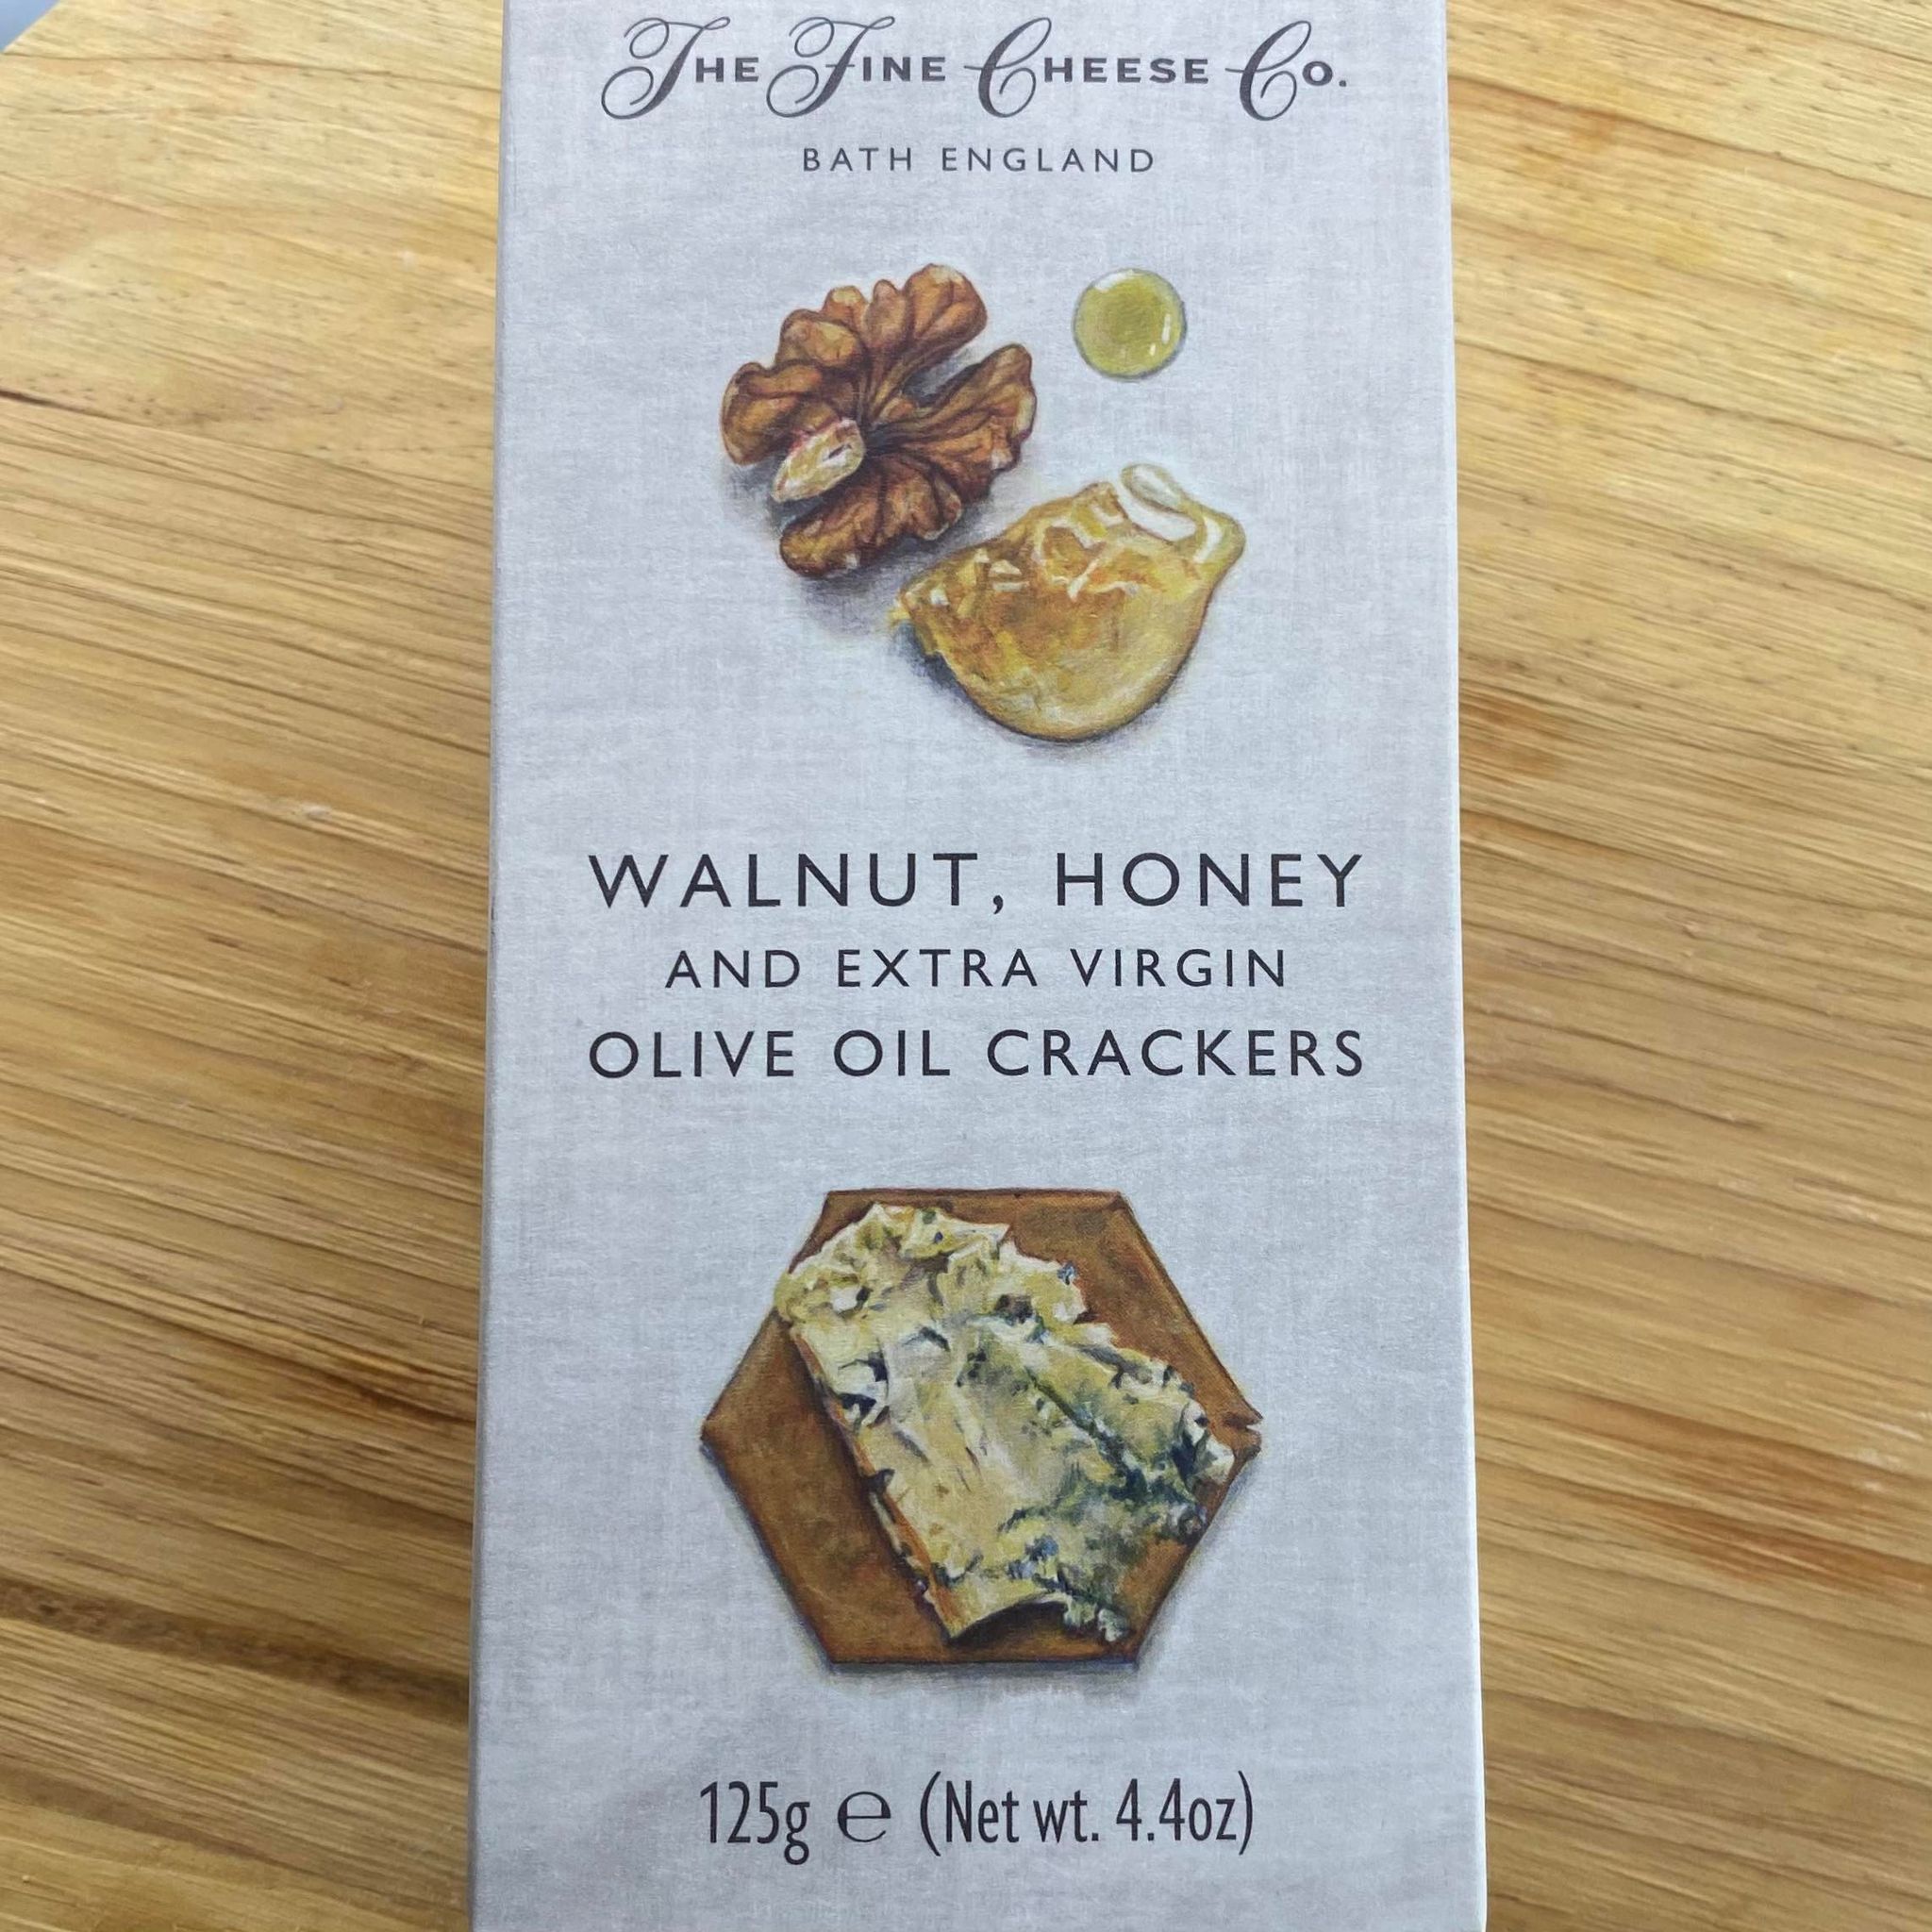 THE FINE CHEESE CO.
BATH ENGLAND
WALNUT, HONEY
AND EXTRA VIRGIN
OLIVE OIL CRACKERS
125g ℮ (Net wt. 4.4oz)